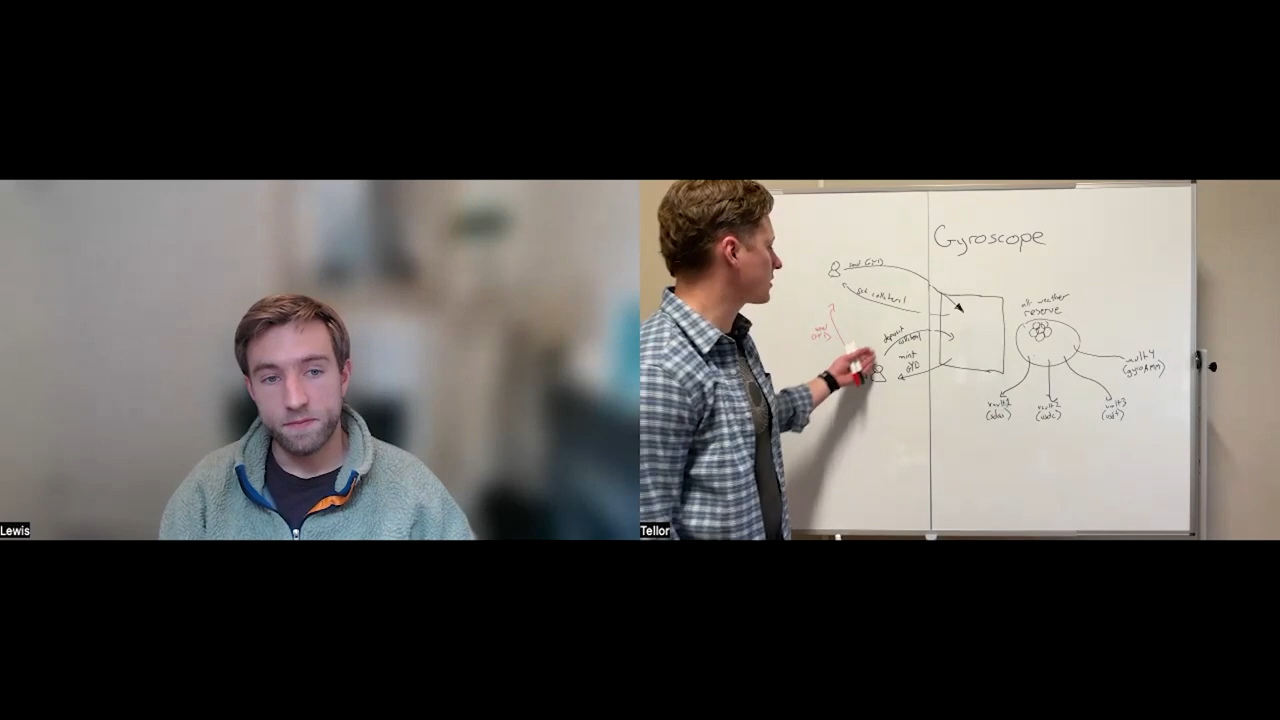 Gyroscope
send GYD
get collateral
all-weather
reserve
deposit
collateral
mint
GYD
vault 1
vault 2
(usdc)
vault 3
vault 4
(gyroAMM)
Lewis
Tellor